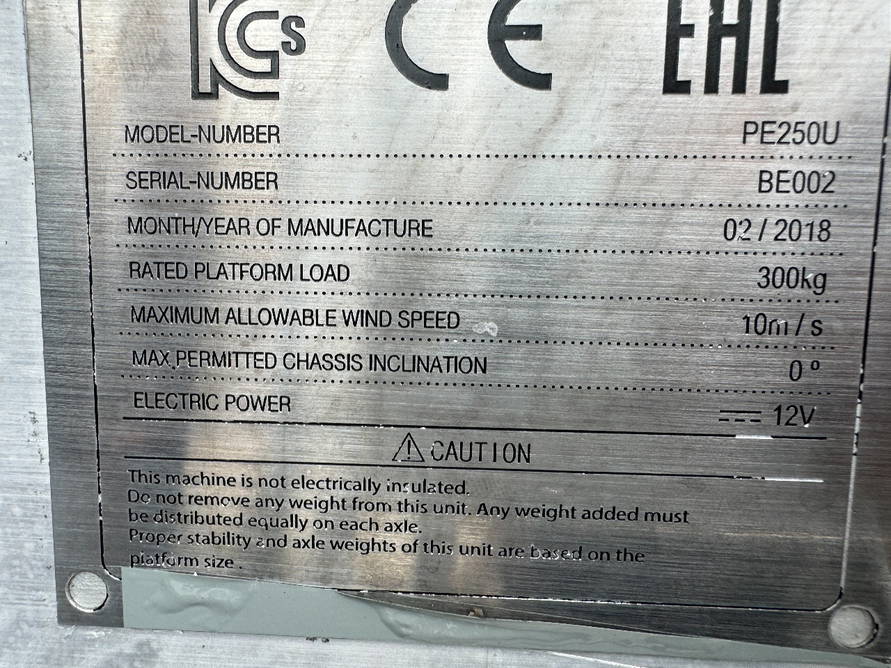 KCs CE EAC
MODEL-NUMBER PE250U
SERIAL-NUMBER BE002
MONTH/YEAR OF MANUFACTURE 02 / 2018
RATED PLATFORM LOAD 300kg
MAXIMUM ALLOWABLE WIND SPEED 10m / s
MAX.PERMITTED CHASSIS INCLINATION 0 °
ELECTRIC POWER ⎓ 12V
⚠ CAUTION
This machine is not electrically insulated.
Do not remove any weight from this unit. Any weight added must
be distributed equally on each axle.
Proper stability and axle weights of this unit are based on the
platform size .